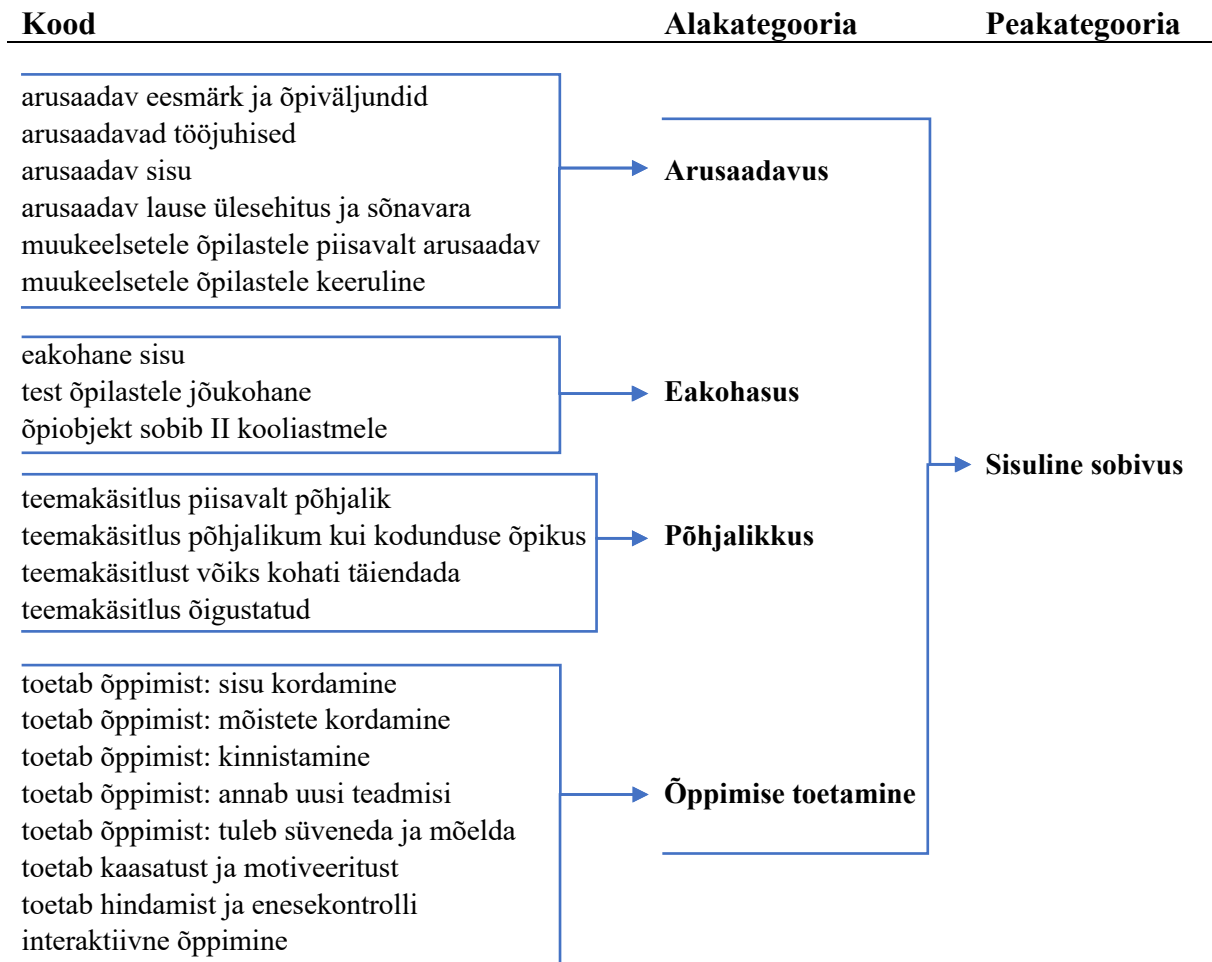 Kood Alakategooria Peakategooria
arusaadav eesmärk ja õpiväljundid
arusaadavad tööjuhised
arusaadav sisu
arusaadav lause ülesehitus ja sõnavara
muukeelsetele õpilastele piisavalt arusaadav
muukeelsetele õpilastele keeruline
Arusaadavus
eakohane sisu
test õpilastele jõukohane
õpiobjekt sobib II kooliastmele
Eakohasus
teemakäsitlus piisavalt põhjalik
teemakäsitlus põhjalikum kui kodunduse õpikus
teemakäsitlust võiks kohati täiendada
teemakäsitlus õigustatud
Põhjalikkus
toetab õppimist: sisu kordamine
toetab õppimist: mõistete kordamine
toetab õppimist: kinnistamine
toetab õppimist: annab uusi teadmisi
toetab õppimist: tuleb süveneda ja mõelda
toetab kaasatust ja motiveeritust
toetab hindamist ja enesekontrolli
interaktiivne õppimine
Õppimise toetamine
Sisuline sobivus